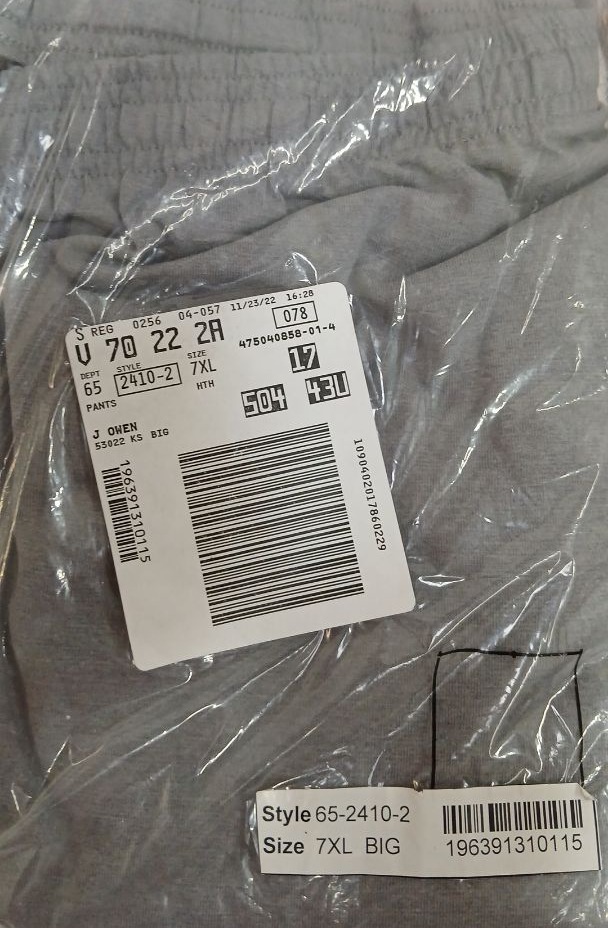 S REG 0256 04-057 11/23/22 16:28
V 70 22 2A 078
475040858-01-4
DEPT STYLE SIZE
65 2410-2 7XL 17
PANTS HTH 504 43U
J OWEN
53022 KS BIG
196391310115
1090402017860229
Style 65-2410-2
Size 7XL BIG
196391310115